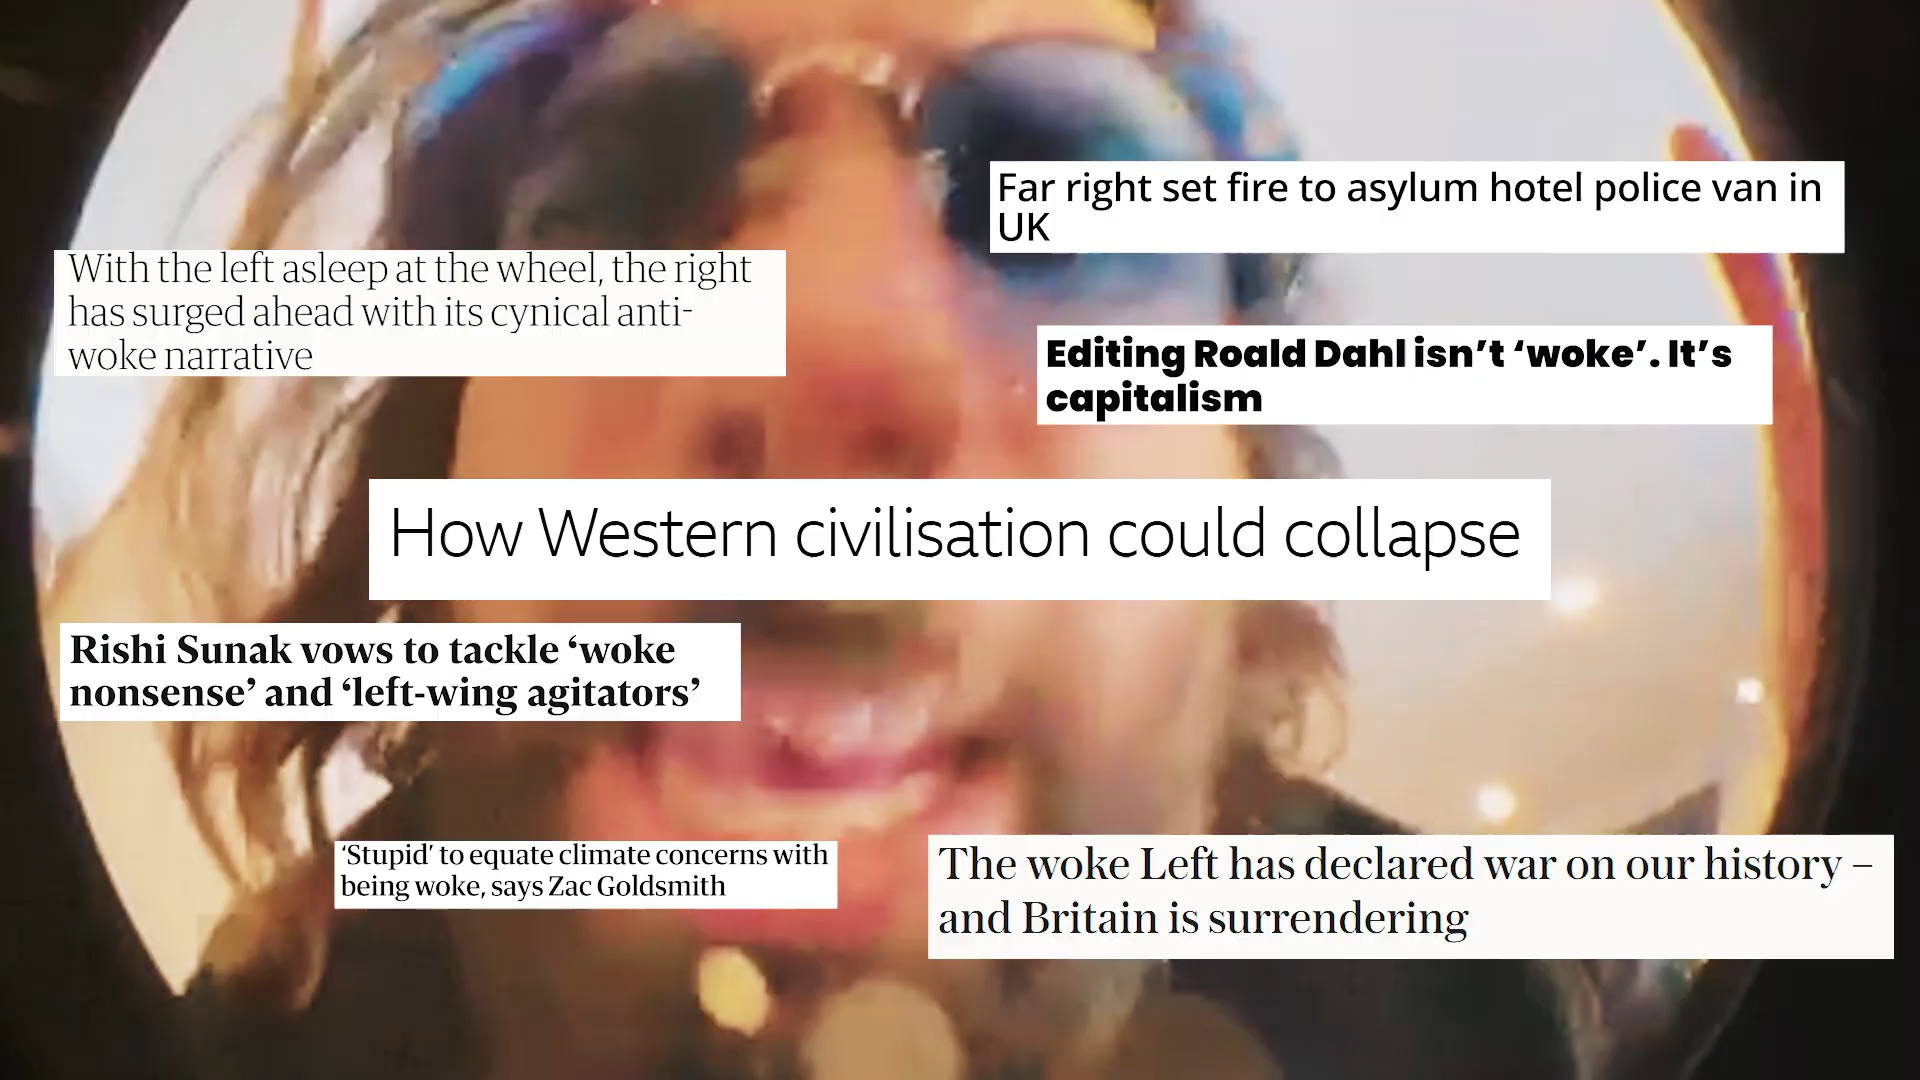 Far right set fire to asylum hotel police van in
UK
With the left asleep at the wheel, the right
has surged ahead with its cynical anti-
woke narrative
Editing Roald Dahl isn’t ‘woke’. It’s
capitalism
How Western civilisation could collapse
Rishi Sunak vows to tackle ‘woke
nonsense’ and ‘left-wing agitators’
‘Stupid’ to equate climate concerns with
being woke, says Zac Goldsmith
The woke Left has declared war on our history –
and Britain is surrendering